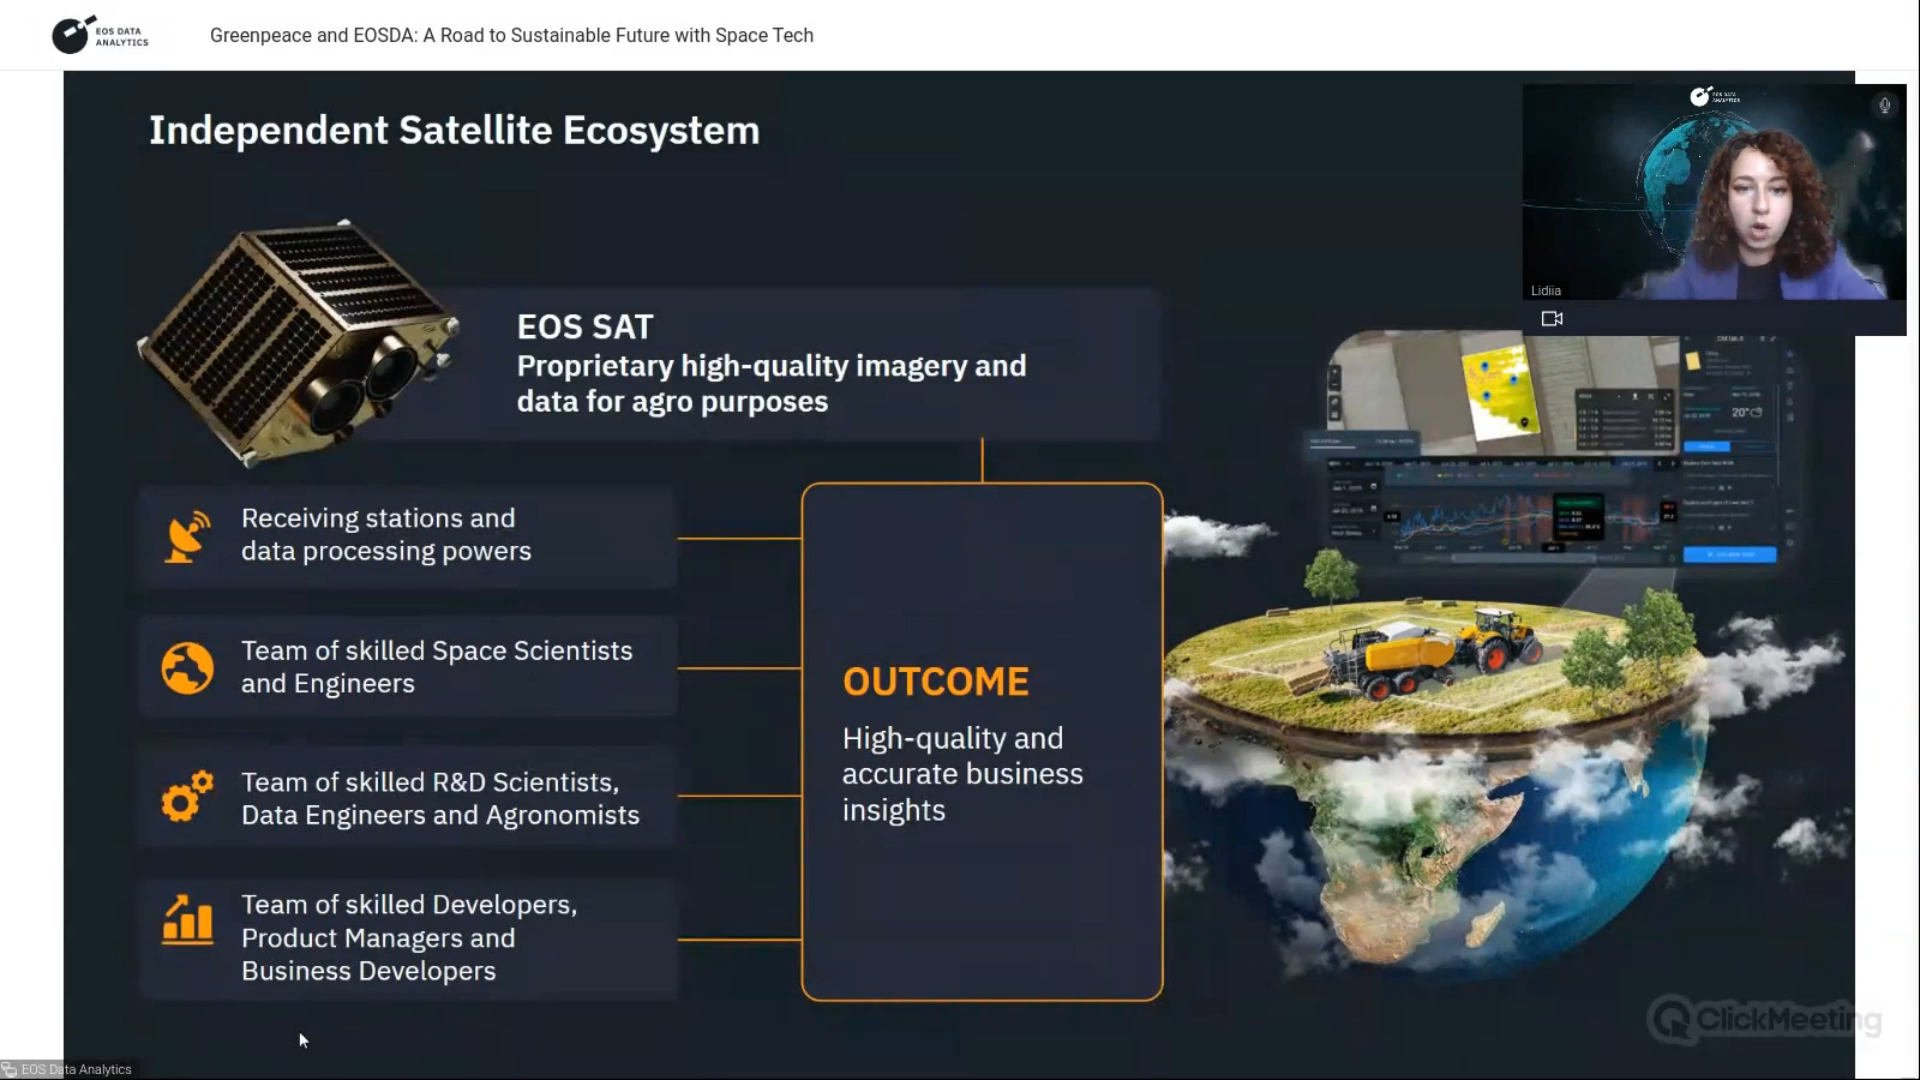 EOS DATA
ANALYTICS
Greenpeace and EOSDA: A Road to Sustainable Future with Space Tech
Independent Satellite Ecosystem
EOS DATA
ANALYTICS
Lidiia
EOS SAT
Proprietary high-quality imagery and
data for agro purposes
20°
Receiving stations and
data processing powers
Team of skilled Space Scientists
and Engineers
Team of skilled R&D Scientists,
Data Engineers and Agronomists
Team of skilled Developers,
Product Managers and
Business Developers
OUTCOME
High-quality and
accurate business
insights
ClickMeeting
EOS Data Analytics